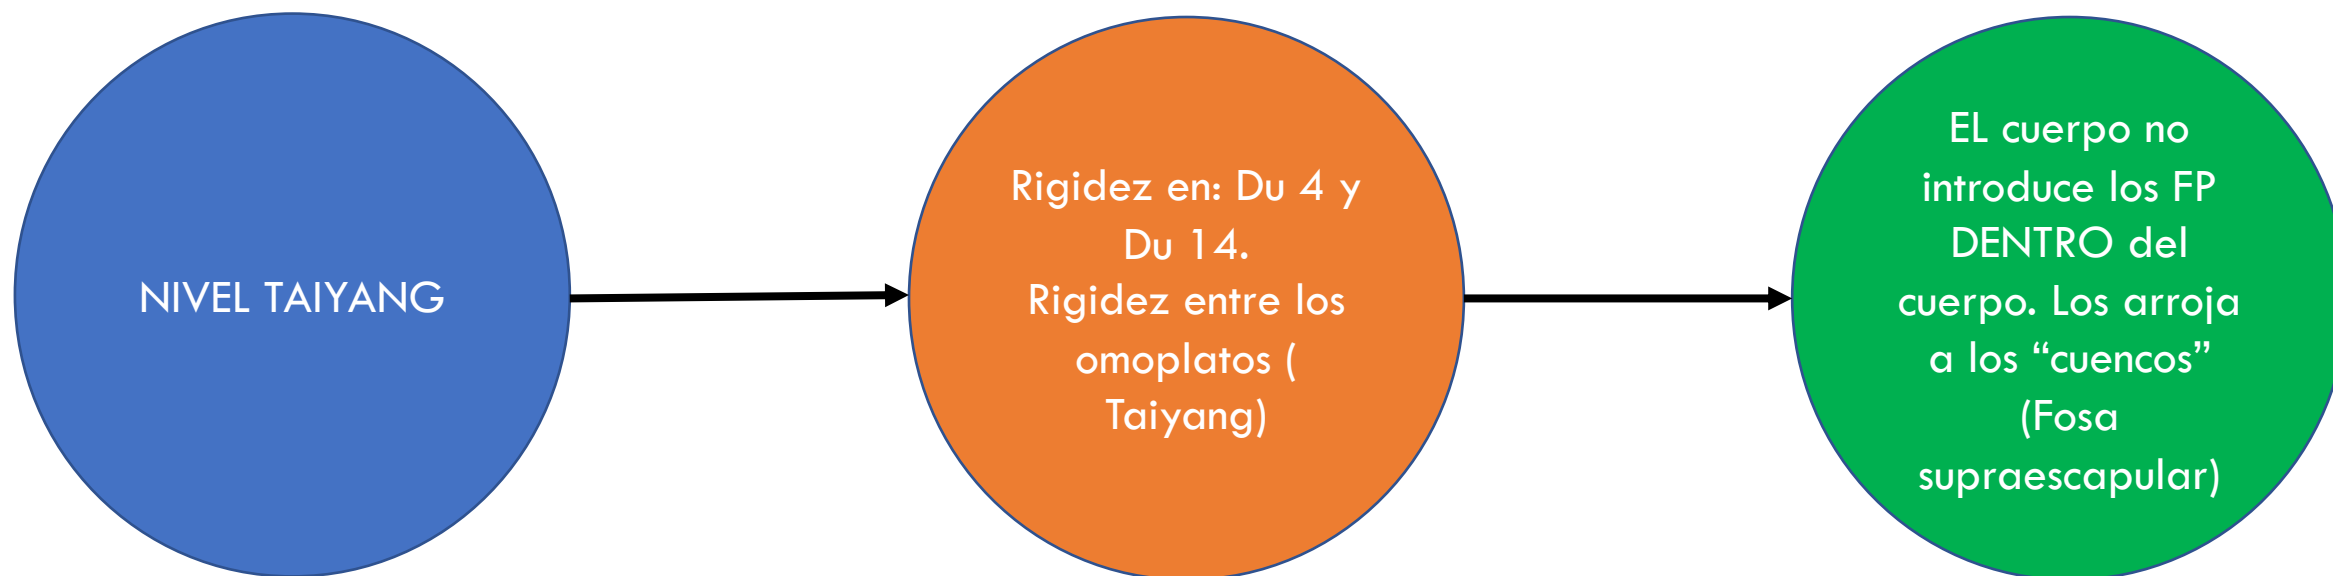 NIVEL TAIYANG
Rigidez en: Du 4 y
Du 14.
Rigidez entre los
omoplatos (
Taiyang)
EL cuerpo no
introduce los FP
DENTRO del
cuerpo. Los arroja
a los “cuencos”
(Fosa
supraescapular)